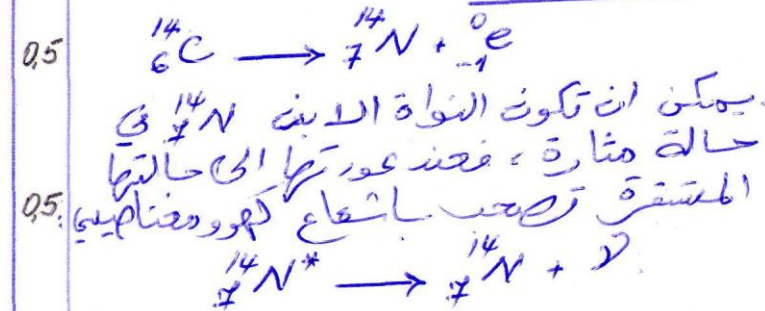 0,5 ¹⁴₆C ⟶ ¹⁴₇N + ⁰₋₁e
يمكن ان تكون النواة الابن ¹⁴₇N في
حالة مثارة، فعند عودتها الى حالتها
0,5 المستقرة تصحب باشعاع كهرومغناطيسي:
¹⁴₇N* ⟶ ¹⁴₇N + γ